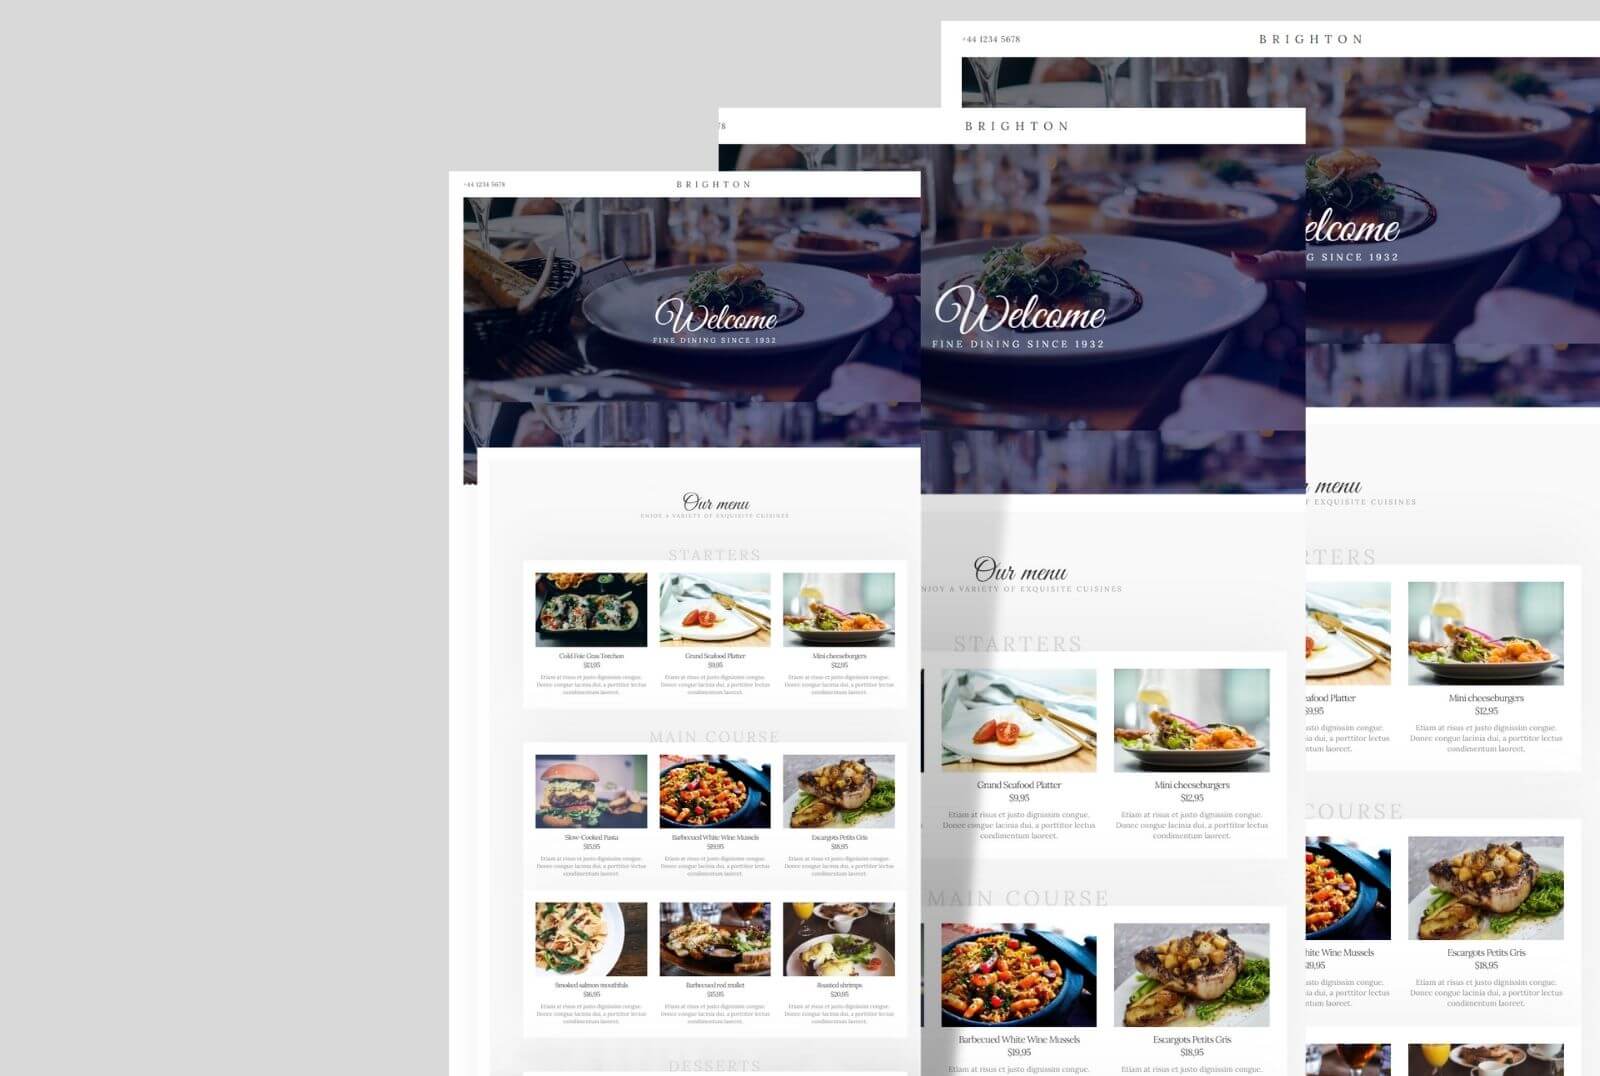 +44 1234 5678
BRIGHTON
Welcome
FINE DINING SINCE 1932
Our menu
ENJOY A VARIETY OF EXQUISITE CUISINES
STARTERS
Cold Foie Gras Torchon
$13,95
Etiam at risus et justo dignissim congue.
Donec congue lacinia dui, a porttitor lectus
condimentum laoreet.
Grand Seafood Platter
$9,95
Etiam at risus et justo dignissim congue.
Donec congue lacinia dui, a porttitor lectus
condimentum laoreet.
Mini cheeseburgers
$12,95
Etiam at risus et justo dignissim congue.
Donec congue lacinia dui, a porttitor lectus
condimentum laoreet.
MAIN COURSE
Slow-Cooked Pasta
$15,95
Etiam at risus et justo dignissim congue.
Donec congue lacinia dui, a porttitor lectus
condimentum laoreet.
Barbecued White Wine Mussels
$19,95
Etiam at risus et justo dignissim congue.
Donec congue lacinia dui, a porttitor lectus
condimentum laoreet.
Escargots Petits Gris
$18,95
Etiam at risus et justo dignissim congue.
Donec congue lacinia dui, a porttitor lectus
condimentum laoreet.
Smoked salmon mouthfuls
$16,95
Etiam at risus et justo dignissim congue.
Donec congue lacinia dui, a porttitor lectus
condimentum laoreet.
Barbecued red mullet
$15,95
Etiam at risus et justo dignissim congue.
Donec congue lacinia dui, a porttitor lectus
condimentum laoreet.
Roasted shrimps
$20,95
Etiam at risus et justo dignissim congue.
Donec congue lacinia dui, a porttitor lectus
condimentum laoreet.
DESSERTS
78
BRIGHTON
Welcome
FINE DINING SINCE 1932
Our menu
NJOY A VARIETY OF EXQUISITE CUISINES
STARTERS
Grand Seafood Platter
$9,95
Etiam at risus et justo dignissim congue.
Donec congue lacinia dui, a porttitor lectus
condimentum laoreet.
Mini cheeseburgers
$12,95
Etiam at risus et justo dignissim congue.
Donec congue lacinia dui, a porttitor lectus
condimentum laoreet.
MAIN COURSE
Barbecued White Wine Mussels
$19,95
Etiam at risus et justo dignissim congue.
Escargots Petits Gris
$18,95
Etiam at risus et justo dignissim congue.
+44 1234 5678
BRIGHTON
elcome
G SINCE 1932
menu
EXQUISITE CUISINES
RTERS
afood Platter
$9,95
usto dignissim congue.
ia dui, a porttitor lectus
ntum laoreet.
Mini cheeseburgers
$12,95
Etiam at risus et justo dignissim congue.
Donec congue lacinia dui, a porttitor lectus
condimentum laoreet.
COURSE
hite Wine Mussels
19,95
usto dignissim congue.
ia dui, a porttitor lectus
ntum laoreet.
Escargots Petits Gris
$18,95
Etiam at risus et justo dignissim congue.
Donec congue lacinia dui, a porttitor lectus
condimentum laoreet.